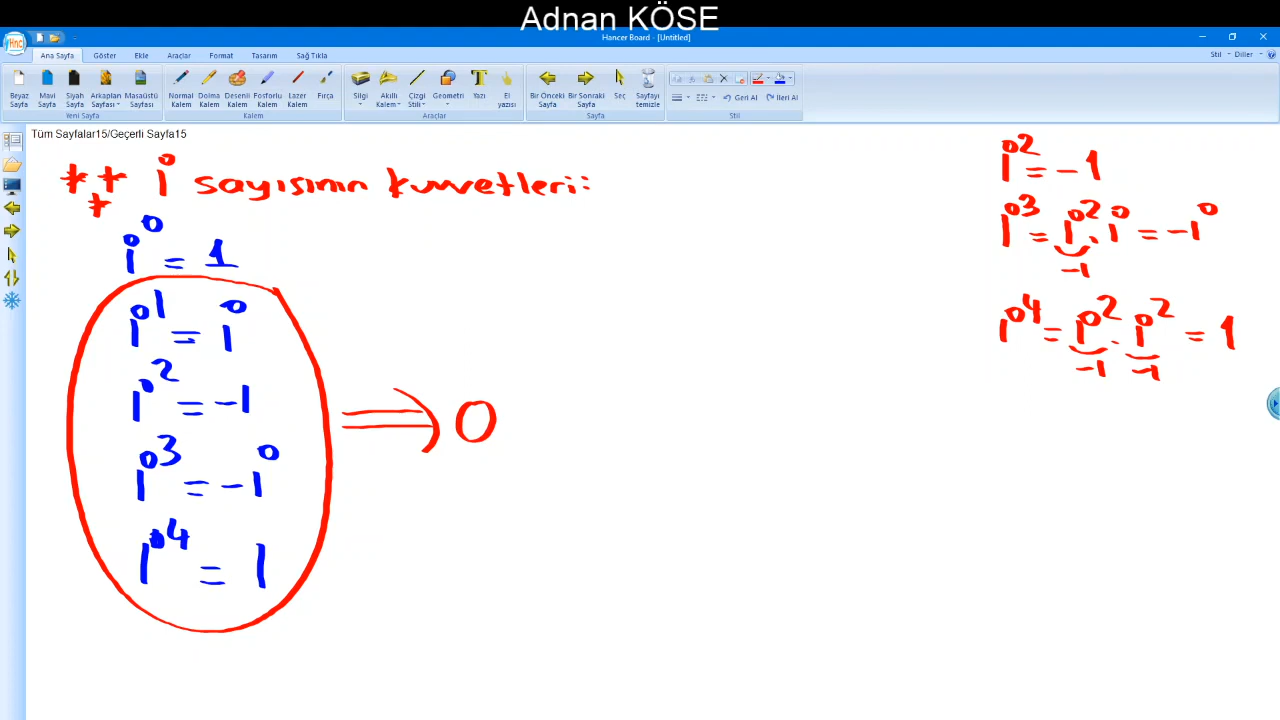 Adnan KÖSE
Hancer Board - [Untitled]
Hnc
Ana Sayfa Göster Ekle Araçlar Format Tasarım Sağ Tıkla Stil Diller
Beyaz Sayfa Mavi Sayfa Siyah Sayfa Arkaplan Sayfası Masaüstü Sayfası Normal Kalem Dolma Kalem Desenli Kalem Fosforlu Kalem Lazer Kalem Fırça Silgi Akıllı Kalem Çizgi Stili Geometri Yazı El yazısı Bir Önceki Sayfa Bir Sonraki Sayfa Seç Sayfayı temizle Geri Al İleri Al
Yeni Sayfa Kalem Araçlar Sayfa Stil
Tüm Sayfalar15/Geçerli Sayfa15
*** i sayısının kuvvetleri:
i⁰ = 1
i¹ = i
i² = -1
i³ = -i
i⁴ = 1
⇒ 0
i² = -1
i³ = i² . i = -i
-1
i⁴ = i² . i² = 1
-1 -1